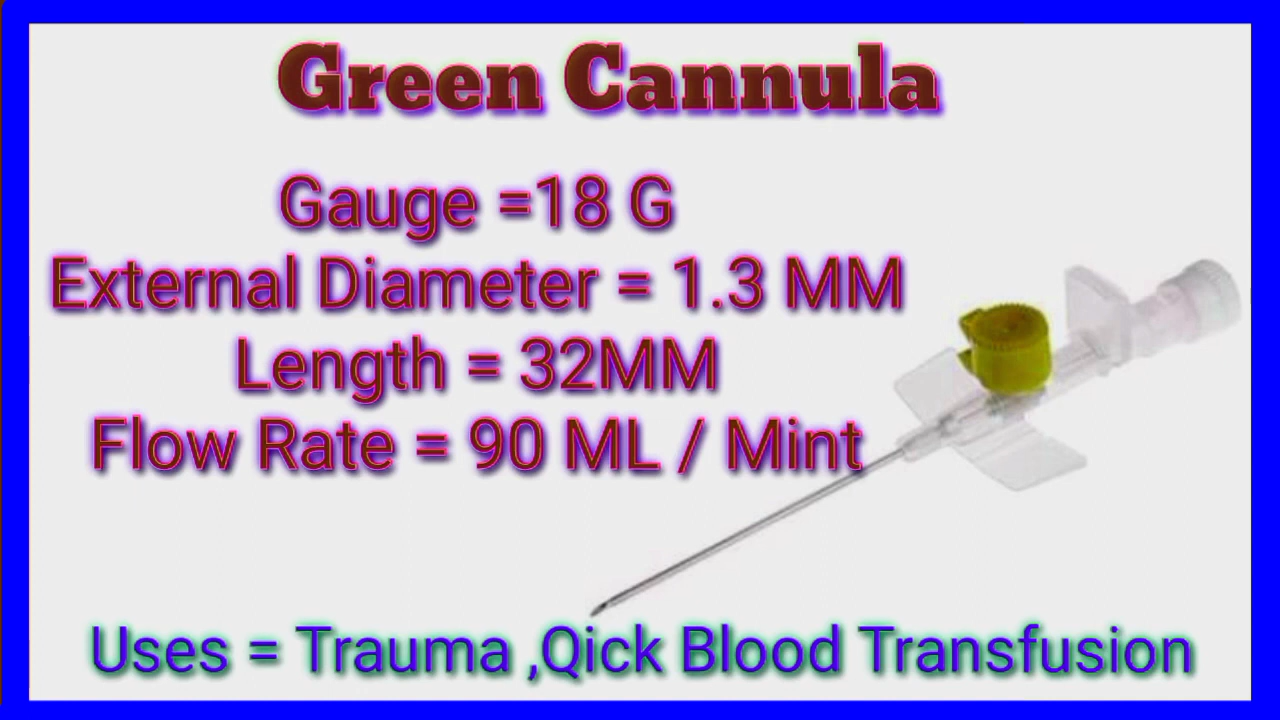 Green Cannula
Gauge =18 G
External Diameter = 1.3 MM
Length = 32MM
Flow Rate = 90 ML / Mint
Uses = Trauma ,Qick Blood Transfusion